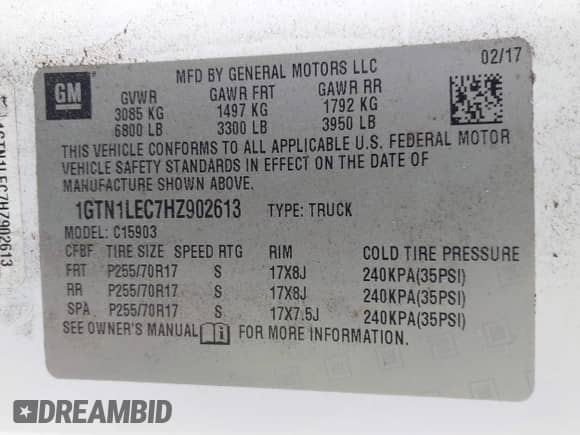 GM
MFD BY GENERAL MOTORS LLC 02/17
GVWR GAWR FRT GAWR RR
3085 KG 1497 KG 1792 KG
6800 LB 3300 LB 3950 LB
THIS VEHICLE CONFORMS TO ALL APPLICABLE U.S. FEDERAL MOTOR
VEHICLE SAFETY STANDARDS IN EFFECT ON THE DATE OF
MANUFACTURE SHOWN ABOVE.
1GTN1LEC7HZ902613 TYPE: TRUCK
MODEL: C15903
CFBF TIRE SIZE SPEED RTG RIM COLD TIRE PRESSURE
FRT P255/70R17 S 17X8J 240KPA(35PSI)
RR P255/70R17 S 17X8J 240KPA(35PSI)
SPA P255/70R17 S 17X7.5J 240KPA(35PSI)
SEE OWNER'S MANUAL FOR MORE INFORMATION.
1GTN1LEC7HZ902613
DREAMBID